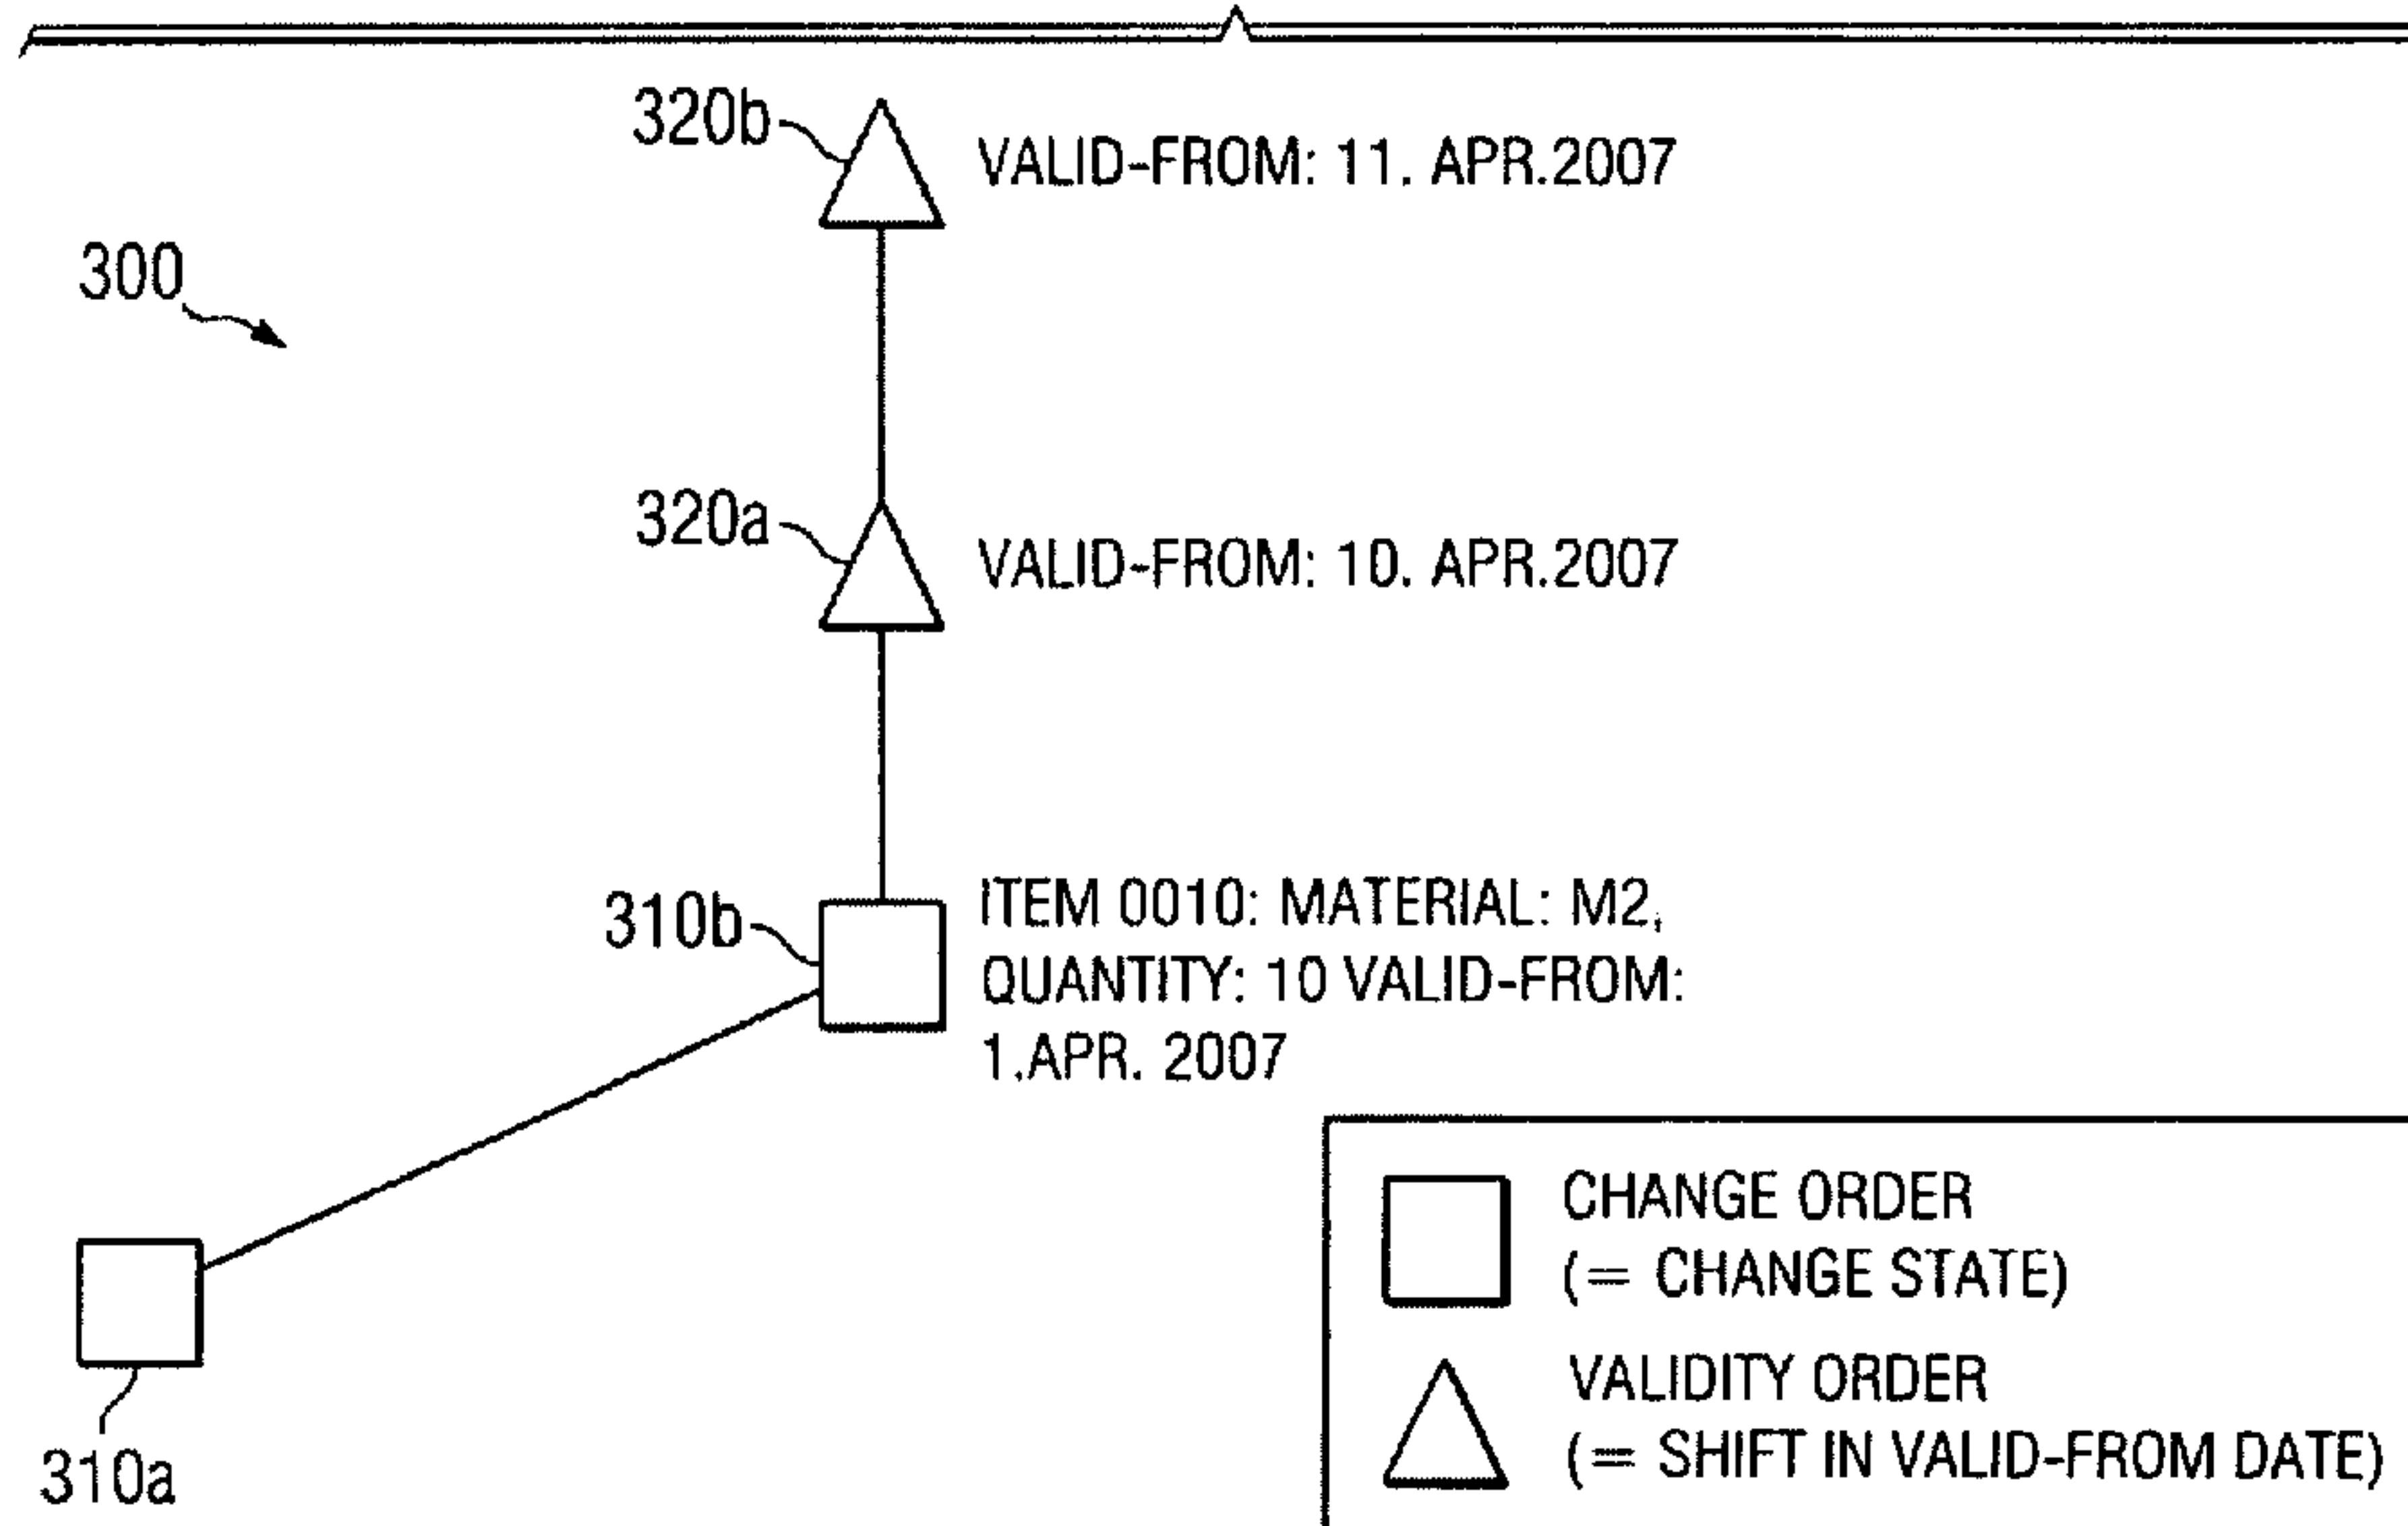 320b
VALID-FROM: 11. APR.2007
300
320a
VALID-FROM: 10. APR.2007
310b
ITEM 0010: MATERIAL: M2,
QUANTITY: 10 VALID-FROM:
1.APR. 2007
310a
CHANGE ORDER
(= CHANGE STATE)
VALIDITY ORDER
(= SHIFT IN VALID-FROM DATE)